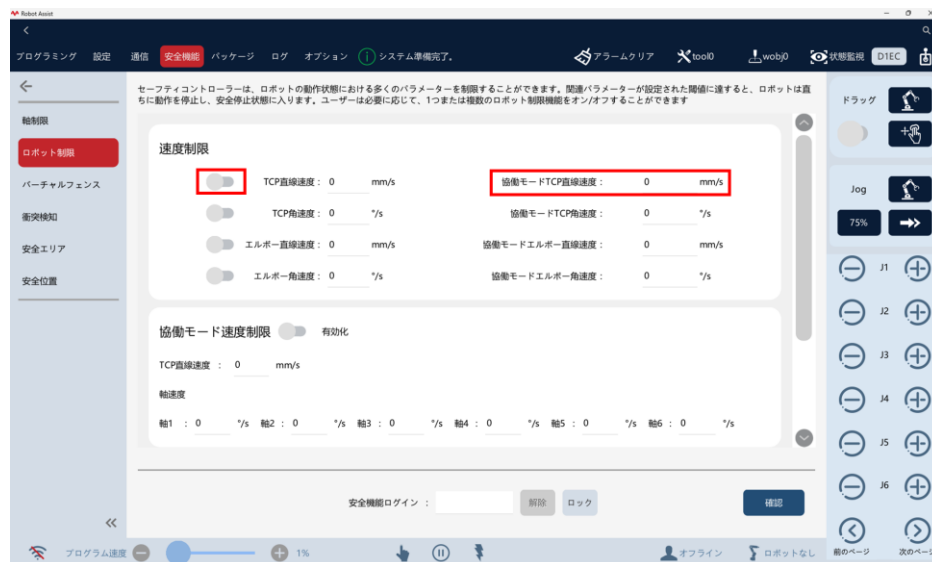 Robot Assist
プログラミング 設定 通信 安全機能 パッケージ ログ オプション システム準備完了。 アラームクリア tool0 wobj0 状態監視 D1EC
軸制限
ロボット制限
バーチャルフェンス
衝突検知
安全エリア
安全位置
セーフティコントローラーは、ロボットの動作状態における多くのパラメーターを制限することができます。関連パラメーターが設定された閾値に達すると、ロボットは直
ちに動作を停止し、安全停止状態に入ります。ユーザーは必要に応じて、1つまたは複数のロボット制限機能をオン/オフすることができます
速度制限
TCP直線速度： 0 mm/s 協働モードTCP直線速度： 0 mm/s
TCP角速度： 0 °/s 協働モードTCP角速度： 0 °/s
エルボー直線速度： 0 mm/s 協働モードエルボー直線速度： 0 mm/s
エルボー角速度： 0 °/s 協働モードエルボー角速度： 0 °/s
協働モード速度制限 有効化
TCP直線速度 ： 0 mm/s
軸速度
軸1 ：0 °/s 軸2：0 °/s 軸3：0 °/s 軸4：0 °/s 軸5：0 °/s 軸6：0 °/s
安全機能ログイン ： 解除 ロック 確認
ドラッグ
Jog
75%
J1
J2
J3
J4
J5
J6
前のページ 次のページ
プログラム速度 1% オフライン ロボットなし